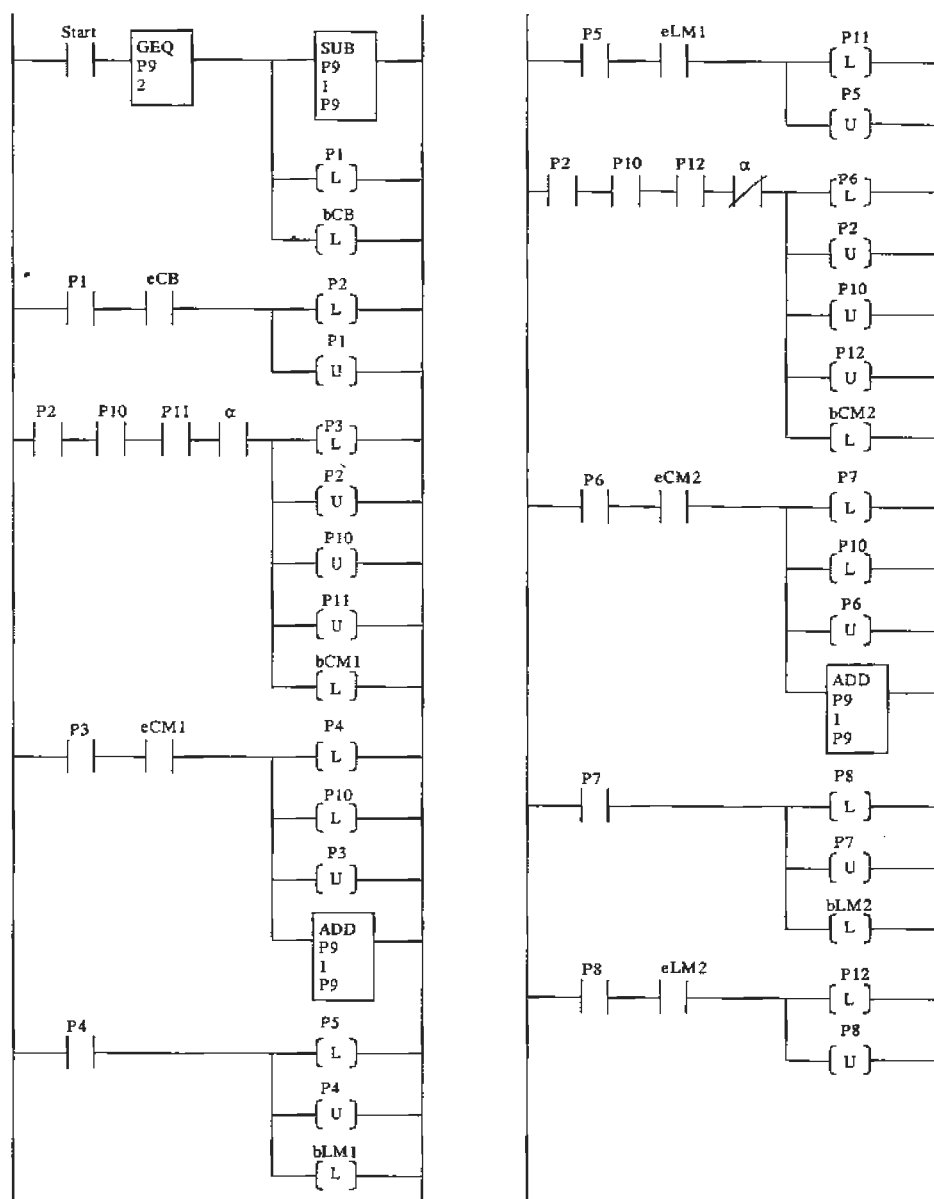 Start
GEQ
P9
2
SUB
P9
1
P9
P1
L
bCB
L
P1
eCB
P2
L
P1
U
P2
P10
P11
α
P3
L
P2
U
P10
U
P11
U
bCM1
L
P3
eCM1
P4
L
P10
L
P3
U
ADD
P9
1
P9
P4
P5
L
P4
U
bLM1
L
P5
eLM1
P11
L
P5
U
P2
P10
P12
α
P6
L
P2
U
P10
U
P12
U
bCM2
L
P6
eCM2
P7
L
P10
L
P6
U
ADD
P9
1
P9
P7
P8
L
P7
U
bLM2
L
P8
eLM2
P12
L
P8
U